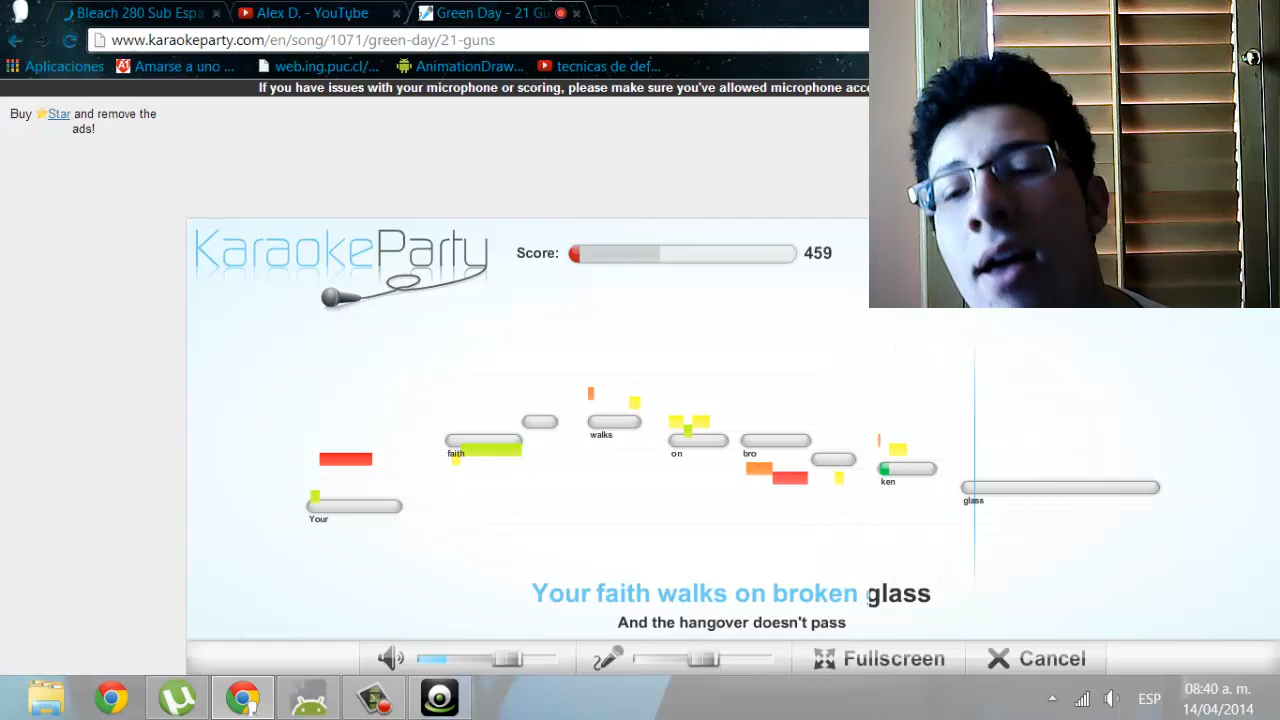 Bleach 280 Sub Espa
Alex D. - YouTube
Green Day - 21 Gu
www.karaokeparty.com/en/song/1071/green-day/21-guns
Aplicaciones
Amarse a uno ...
web.ing.puc.cl/...
AnimationDraw...
tecnicas de def...
If you have issues with your microphone or scoring, please make sure you've allowed microphone acce
Buy Star and remove the
ads!
KaraokeParty
Score: 459
walks
faith
on
bro
ken
glass
Your
Your faith walks on broken glass
And the hangover doesn't pass
Fullscreen
Cancel
ESP
08:40 a. m.
14/04/2014